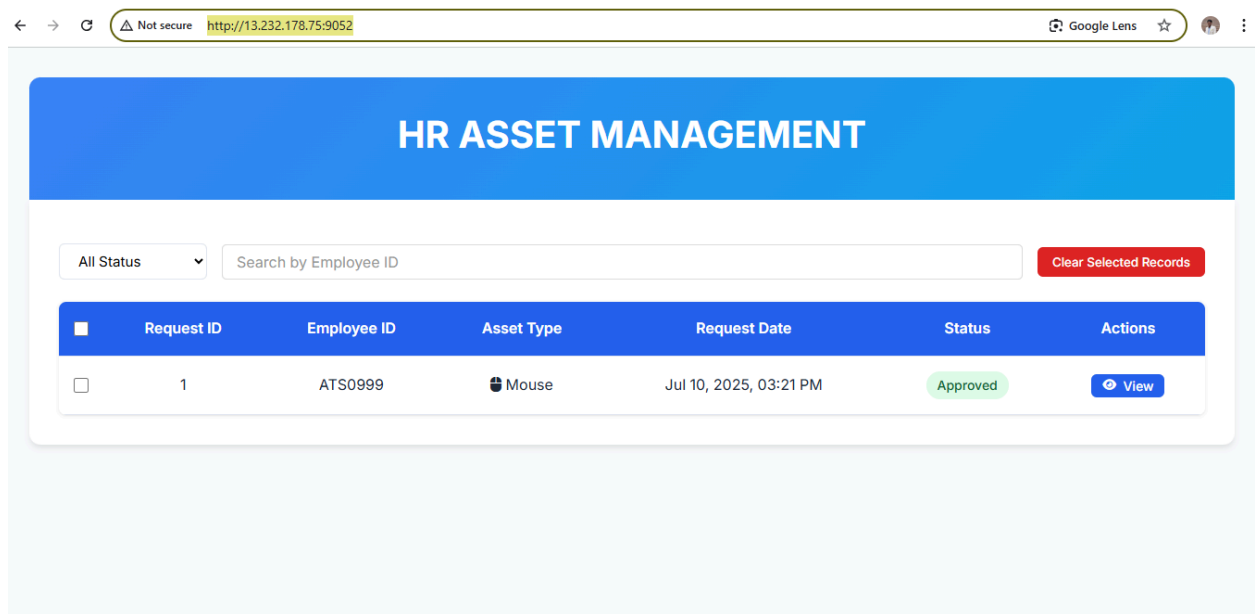 Not secure http://13.232.178.75:9052 Google Lens
HR ASSET MANAGEMENT
All Status Search by Employee ID Clear Selected Records
Request ID Employee ID Asset Type Request Date Status Actions
1 ATS0999 Mouse Jul 10, 2025, 03:21 PM Approved View